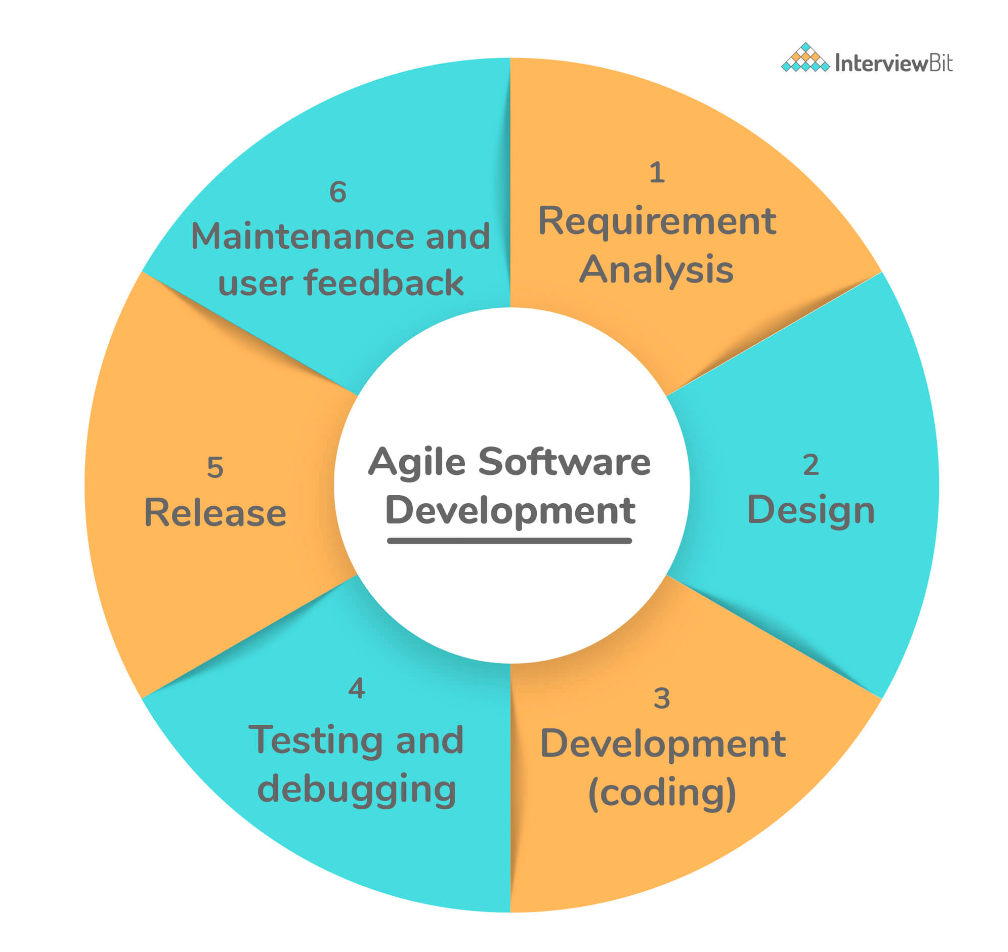 InterviewBit
1
Requirement
Analysis
2
Design
3
Development
(coding)
4
Testing and
debugging
5
Release
6
Maintenance and
user feedback
Agile Software
Development